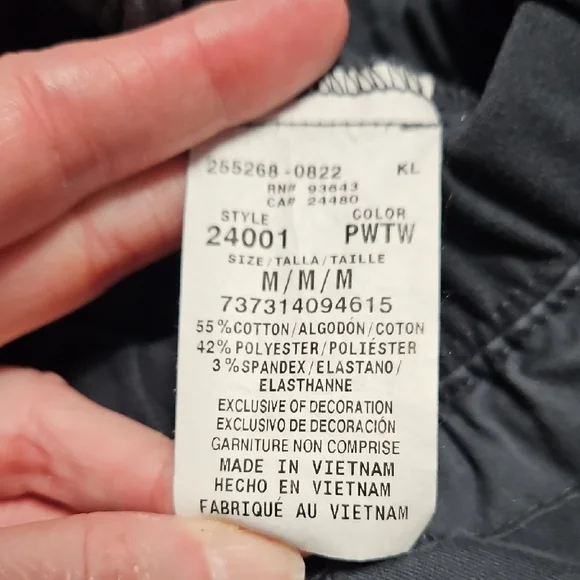 255268-0822 KL
RN# 93643
CA# 24480
STYLE COLOR
24001 PWTW
SIZE/TALLA/TAILLE
M/M/M
737314094615
55%COTTON/ALGODÓN/COTON
42% POLYESTER/POLIÉSTER
3%SPANDEX/ELASTANO/
ELASTHANNE
EXCLUSIVE OF DECORATION
EXCLUSIVO DE DECORACIÓN
GARNITURE NON COMPRISE
MADE IN VIETNAM
HECHO EN VIETNAM
FABRIQUÉ AU VIETNAM